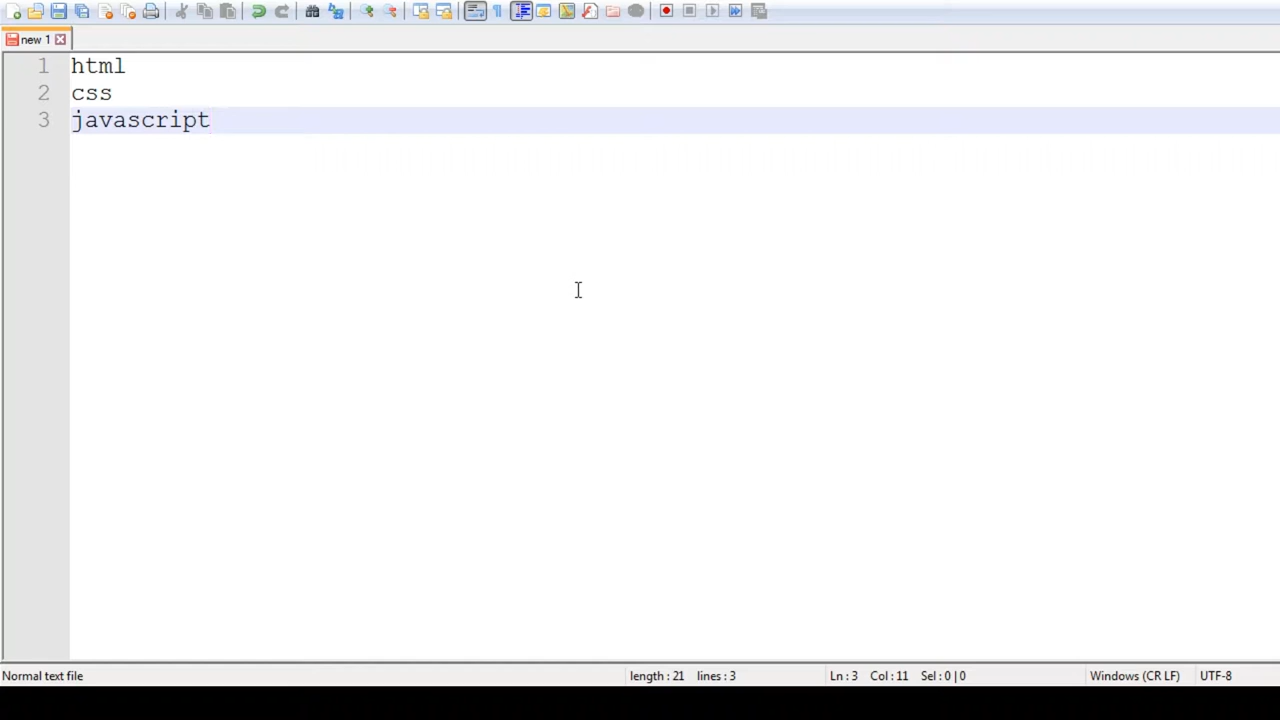 new 1
1 html
2 css
3 javascript
Normal text file length : 21 lines : 3 Ln : 3 Col : 11 Sel : 0 | 0 Windows (CR LF) UTF-8